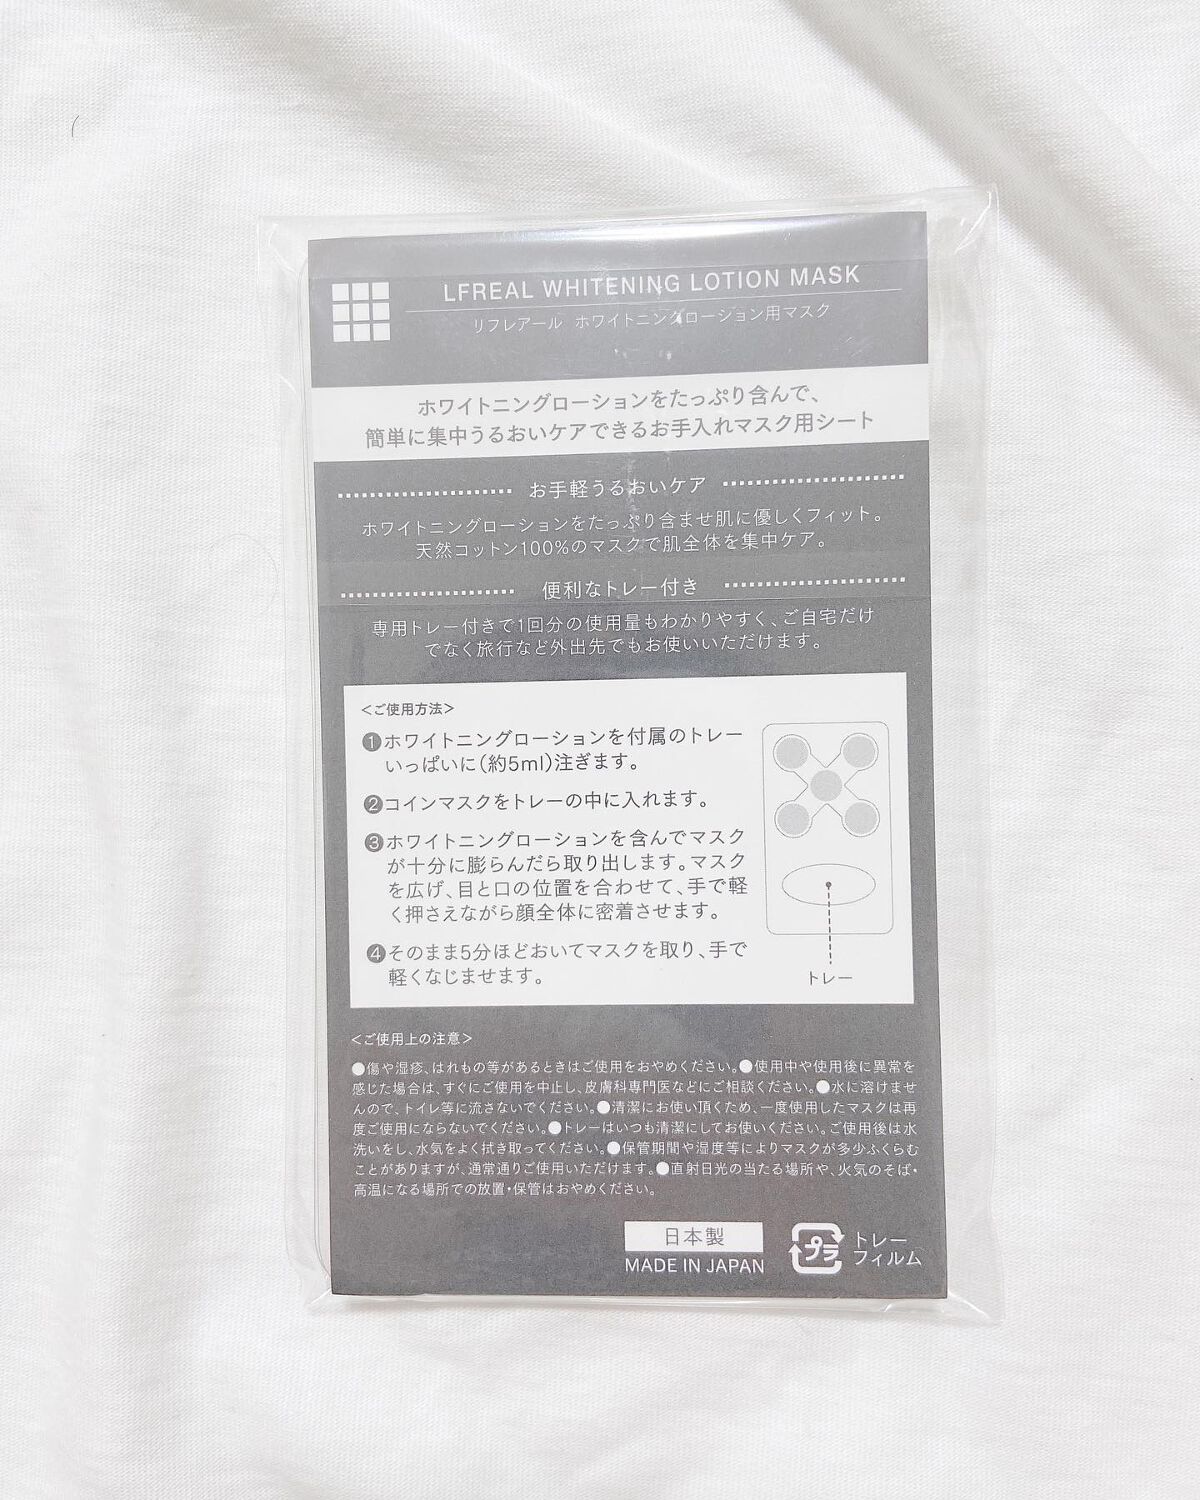 LFREAL WHITENING LOTION MASK
リフレアール ホワイトニングローション用マスク
ホワイトニングローションをたっぷり含んで、
簡単に集中うるおいケアできるお手入れマスク用シート
お手軽うるおいケア
ホワイトニングローションをたっぷり含ませ肌に優しくフィット。
天然コットン100%のマスクで肌全体を集中ケア。
便利なトレー付き
専用トレー付きで1回分の使用量もわかりやすく、ご自宅だけ
でなく旅行など外出先でもお使いいただけます。
<ご使用方法>
❶ホワイトニングローションを付属のトレー
いっぱいに(約5ml)注ぎます。
❷コインマスクをトレーの中に入れます。
❸ホワイトニングローションを含んでマスク
が十分に膨らんだら取り出します。マスク
を広げ、目と口の位置を合わせて、手で軽
く押さえながら顔全体に密着させます。
❹そのまま5分ほどおいてマスクを取り、手で
軽くなじませます。
トレー
<ご使用上の注意>
●傷や湿疹、はれもの等があるときはご使用をおやめください。●使用中や使用後に異常を
感じた場合は、すぐにご使用を中止し、皮膚科専門医などにご相談ください。●水に溶けませ
んので、トイレ等に流さないでください。●清潔にお使い頂くため、一度使用したマスクは再
度ご使用にならないでください。●トレーはいつも清潔にしてお使いください。ご使用後は水
洗いをし、水気をよく拭き取ってください。●保管期間や湿度等によりマスクが多少ふくらむ
ことがありますが、通常通りご使用いただけます。●直射日光の当たる場所や、火気のそば・
高温になる場所での放置・保管はおやめください。
日本製
MADE IN JAPAN
プラ
トレー
フィルム